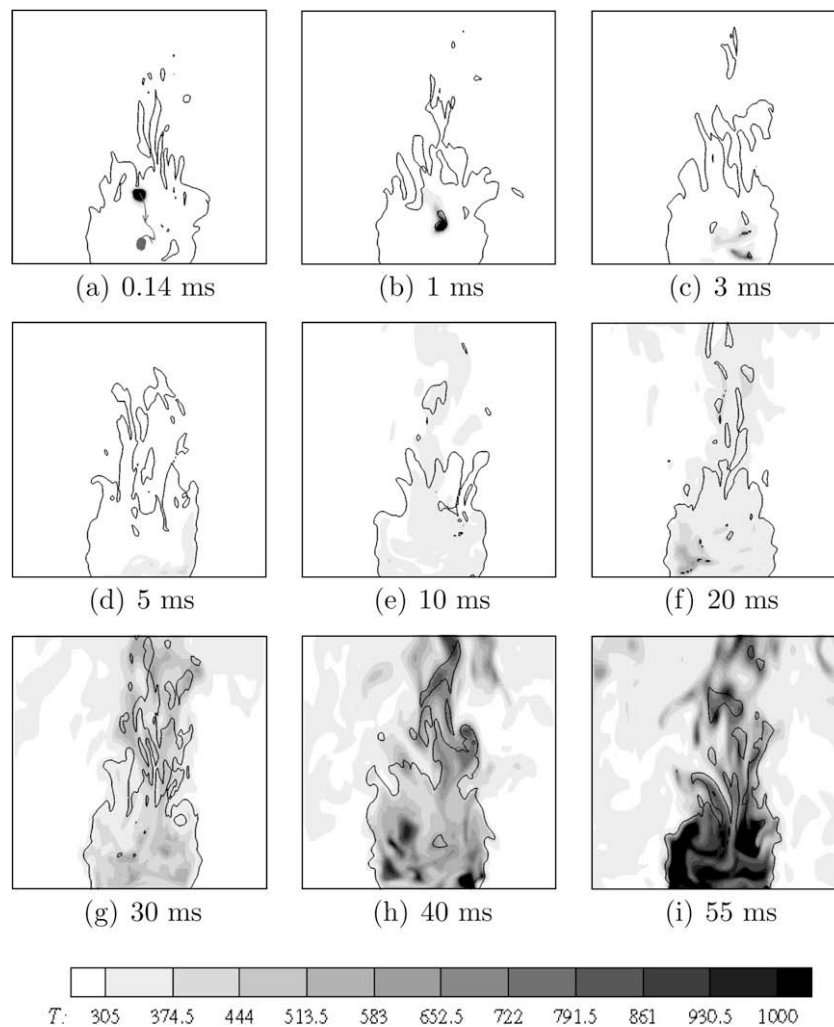 (a) 0.14 ms
(b) 1 ms
(c) 3 ms
(d) 5 ms
(e) 10 ms
(f) 20 ms
(g) 30 ms
(h) 40 ms
(i) 55 ms
T: 305 374.5 444 513.5 583 652.5 722 791.5 861 930.5 1000